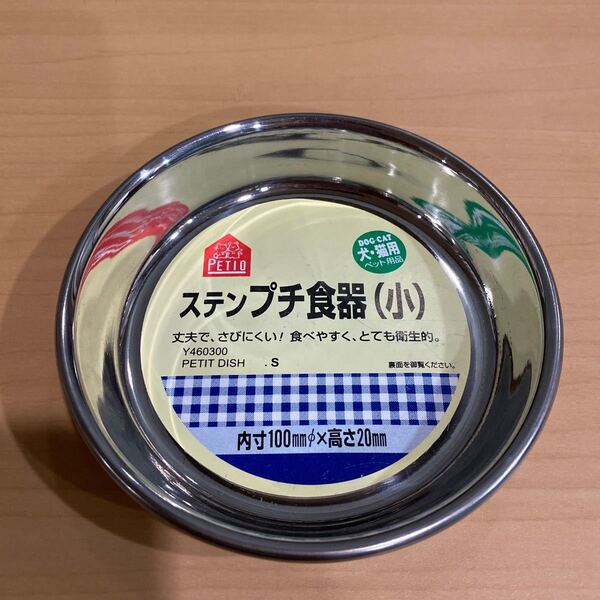 PETIO
DOG CAT
犬・猫用
ペット用品
ステンプチ食器(小)
丈夫で、さびにくい!食べやすく、とても衛生的。
Y460300
PETIT DISH .S
裏面を御覧ください。
内寸100mmφ×高さ20mm